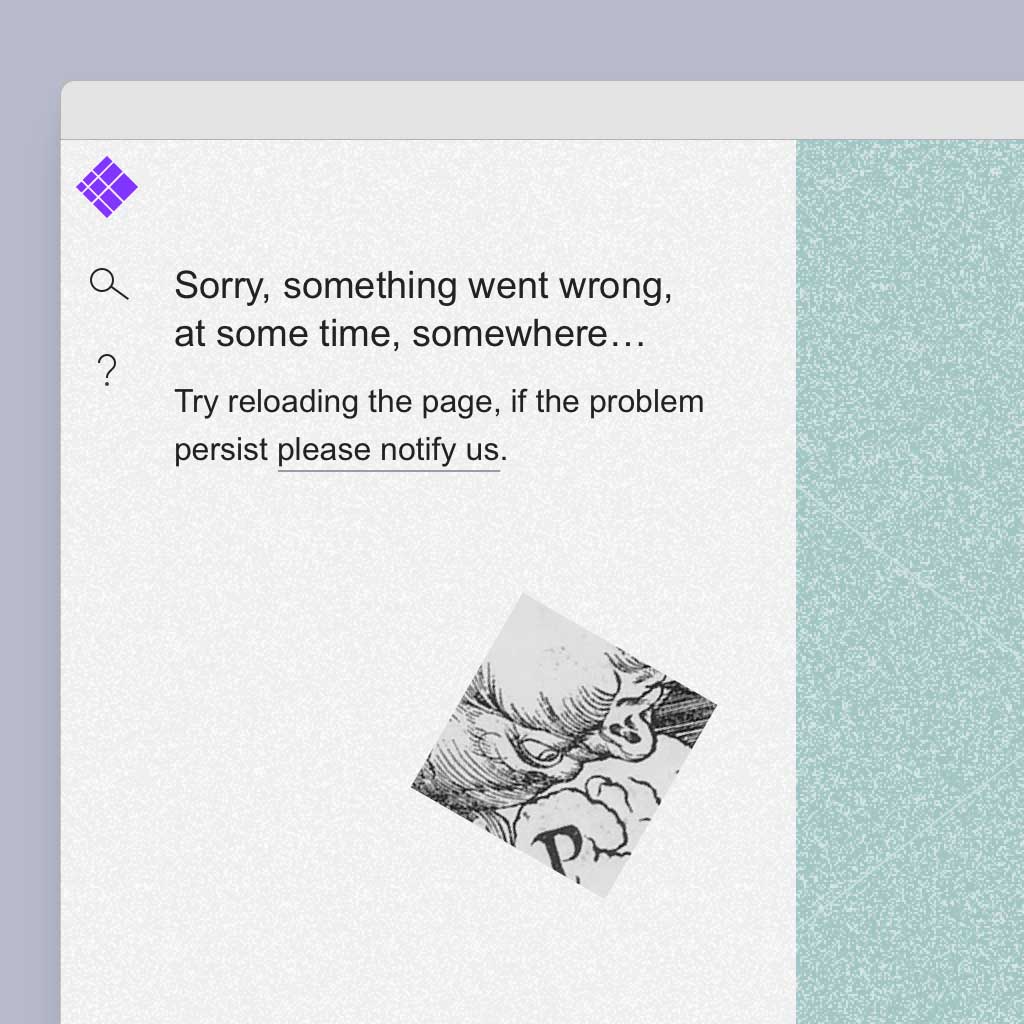 Sorry, something went wrong,
at some time, somewhere…
Try reloading the page, if the problem
persist please notify us.
?
P